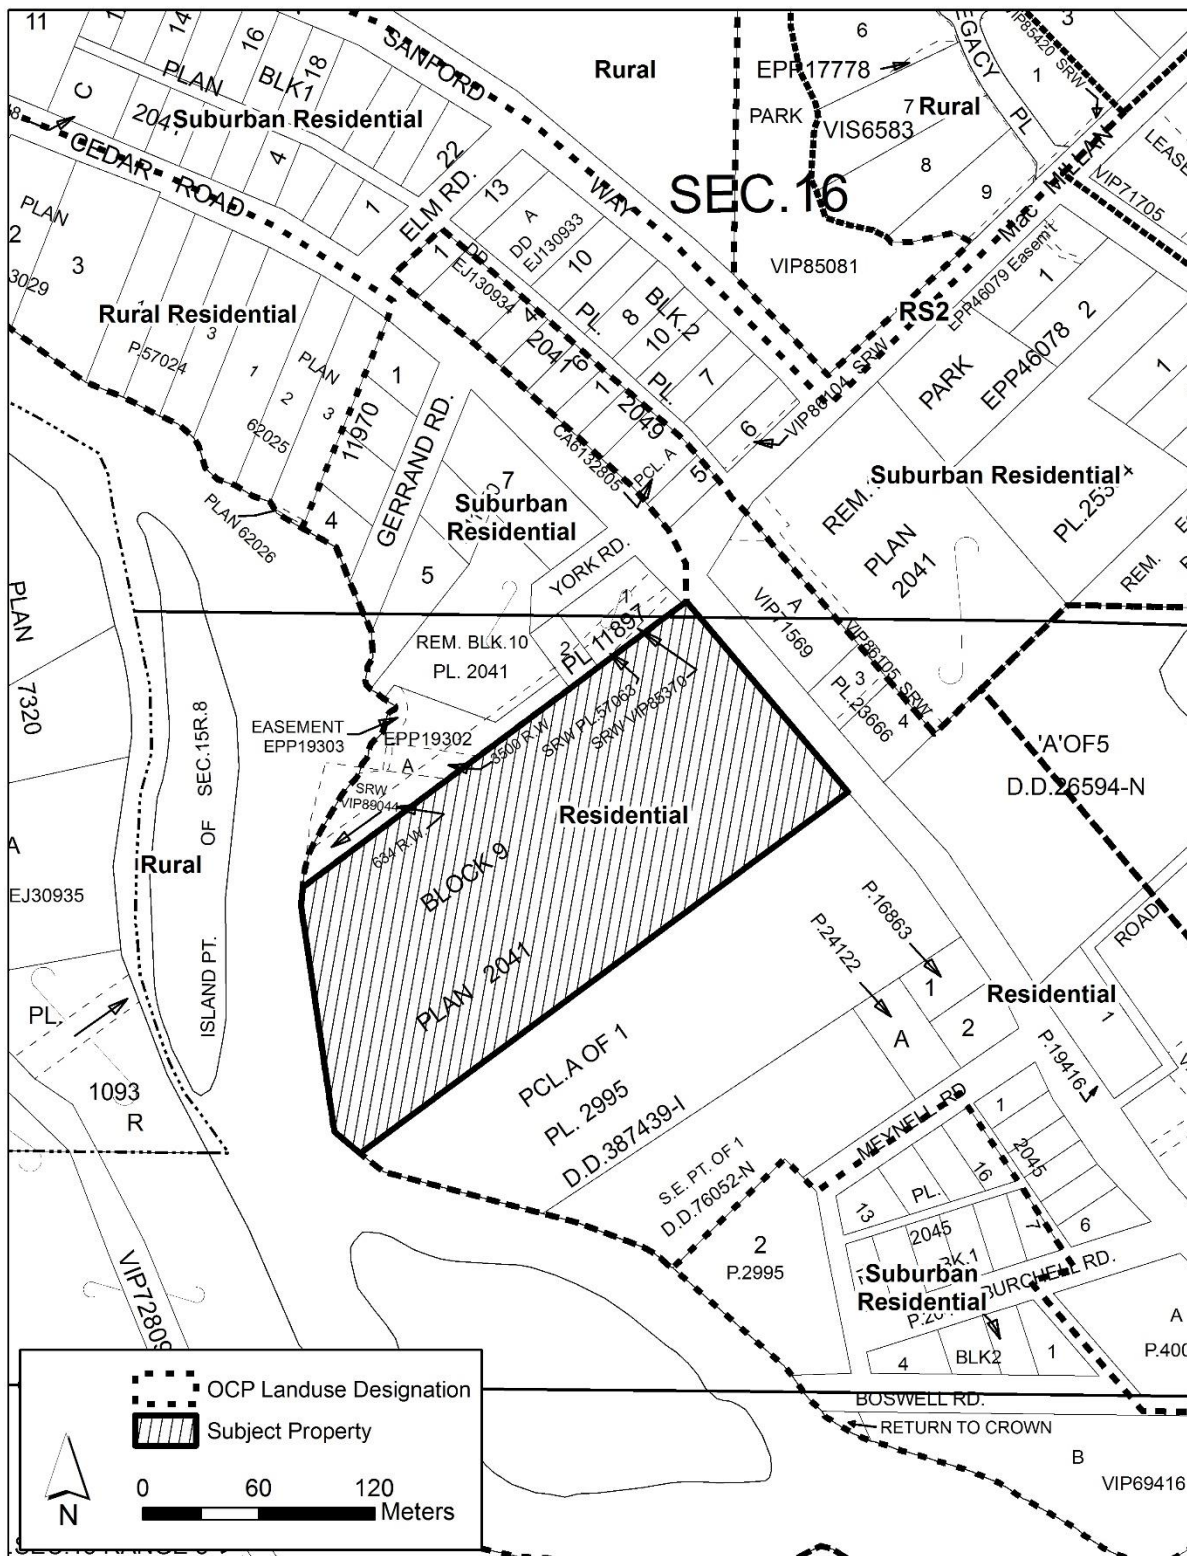 11
14
16
18
SANFORD
WAY
PLAN
BLK1
C
204
Suburban Residential
4
22
1
CEDAR ROAD
ELM RD.
Rural
EPP17778
6
PARK
7
Rural
VIS6583
8
9
LEGACY PL
VIP85420 SRW
1
3
LEASE
VIP71705
Mac MILLAN
SEC.16
VIP85081
RS2
EPP46079 Easem't
1
2
EPP46078
PARK
1
PLAN
2
3
3029
Rural Residential
3
P.57024
1
2
62025
PLAN
3
11970
13
A
DD
EJ130933
10
1
DD
EJ130934
4
2041
PL.
8
BLK.2
10
PL.
7
6
1
2049
6
PCL. A
5
CA6132805
VIP86104 SRW
1
GERRAND RD.
7
Suburban
Residential
4
5
PLAN 62026
YORK RD.
Suburban Residential
REM.
PLAN
2041
REM.
PLAN
7320
REM. BLK.10
PL. 2041
2
PL.11897
A
VIP71569
VIP86105 SRW
3
PL.23666
4
EASEMENT
EPP19303
EPP19302
A
SRW
VIP89044
3500 R.W
634 R.W
SRW PL.57063
SRW VIP85370
'A'OF5
D.D.26594-N
Residential
BLOCK 9
PLAN 2041
A
EJ30935
Rural
ISLAND PT. OF SEC.15R.8
PL
1093
R
P.24122
P.16863
1
2
A
ROAD
1
Residential
P.19416
PCL.A OF 1
PL. 2995
D.D.387439-I
S.E. PT. OF 1
D.D.76052-N
2
P.2995
MEYNELL RD
1
2045
16
PL.
13
2045
BK.1
7
6
Suburban
Residential
BURCHELL RD.
4
BLK2
1
A
P.400
VIP72809
BOSWELL RD.
RETURN TO CROWN
B
VIP69416
OCP Landuse Designation
Subject Property
0 60 120
Meters
N